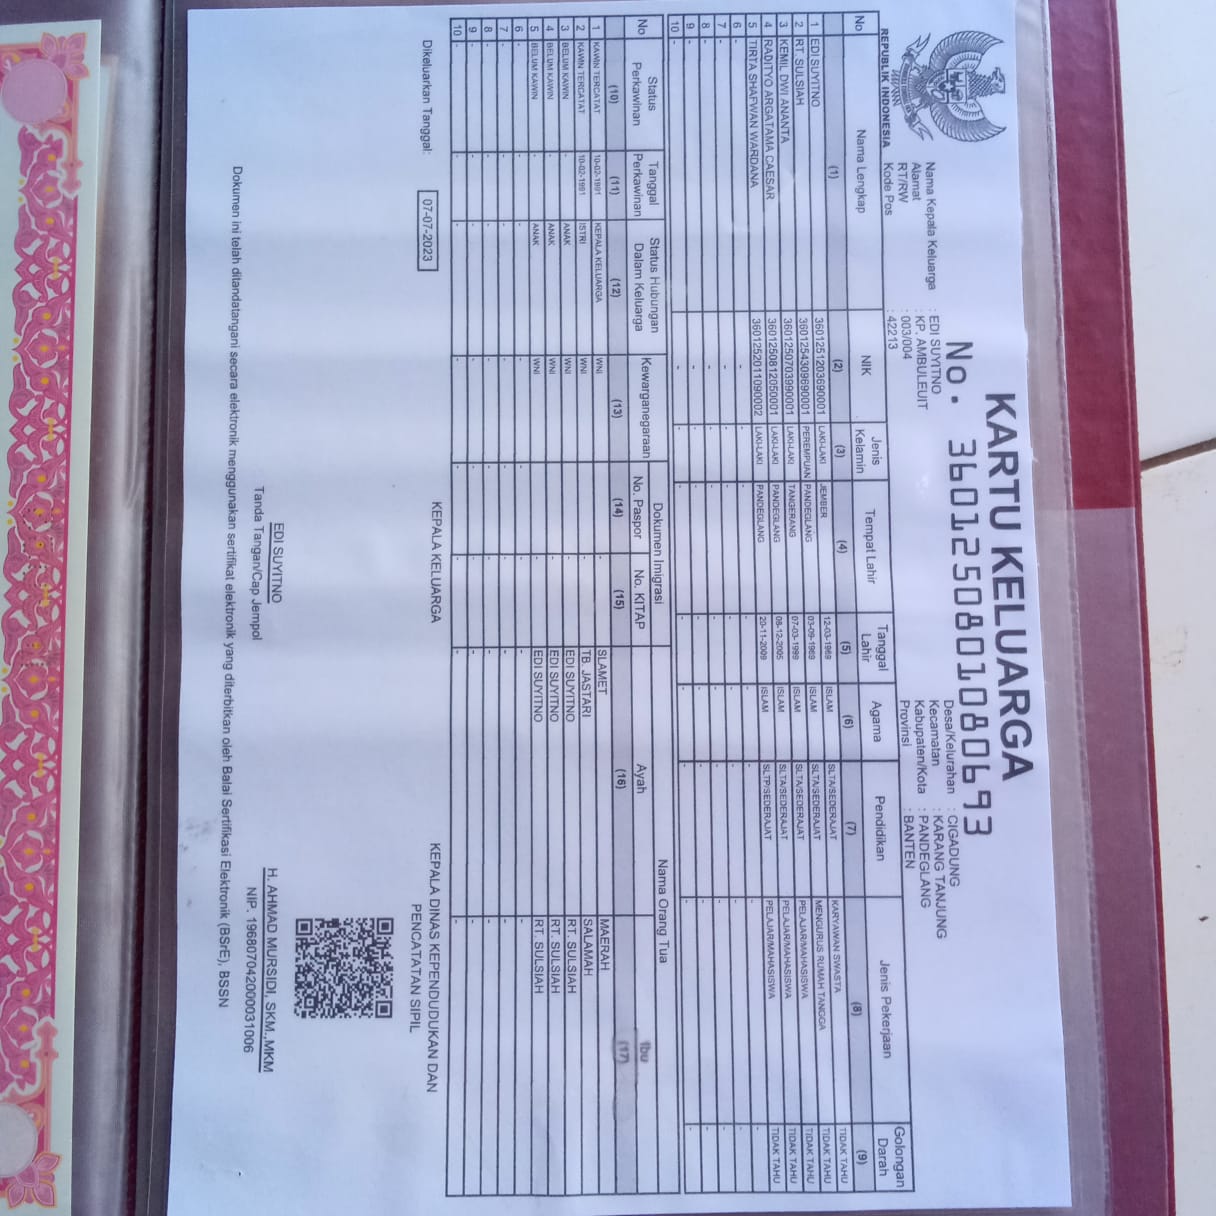 REPUBLIK INDONESIA
KARTU KELUARGA
No. 3601250801080693
Nama Kepala Keluarga : EDI SUYITNO
Alamat : KP. AMBULEUIT
RT/RW : 003/004
Kode Pos : 42213
Desa/Kelurahan : CIGADUNG
Kecamatan : KARANG TANJUNG
Kabupaten/Kota : PANDEGLANG
Provinsi : BANTEN
No Nama Lengkap NIK Jenis Kelamin Tempat Lahir Tanggal Lahir Agama Pendidikan Jenis Pekerjaan Golongan Darah
(1) (2) (3) (4) (5) (6) (7) (8) (9)
1 EDI SUYITNO 3601251203690001 LAKI-LAKI JEMBER 12-03-1969 ISLAM SLTA/SEDERAJAT KARYAWAN SWASTA TIDAK TAHU
2 RT. SULSIAH 3601254309690001 PEREMPUAN PANDEGLANG 03-09-1969 ISLAM SLTA/SEDERAJAT MENGURUS RUMAH TANGGA TIDAK TAHU
3 KEMIL DWI ANANTA 3601250703990001 LAKI-LAKI TANGERANG 07-03-1999 ISLAM SLTA/SEDERAJAT PELAJAR/MAHASISWA TIDAK TAHU
4 RADITYO ARGATAMA CAESAR 3601250812050001 LAKI-LAKI PANDEGLANG 08-12-2005 ISLAM SLTA/SEDERAJAT PELAJAR/MAHASISWA TIDAK TAHU
5 TIRTA SHAFWAN WARDANA 3601252011090002 LAKI-LAKI PANDEGLANG 20-11-2009 ISLAM SLTP/SEDERAJAT PELAJAR/MAHASISWA TIDAK TAHU
6 - - - - - - - - -
7 - - - - - - - - -
8 - - - - - - - - -
9 - - - - - - - - -
10 - - - - - - - - -
No Status Perkawinan Tanggal Perkawinan Status Hubungan Dalam Keluarga Kewarganegaraan Dokumen Imigrasi Nama Orang Tua
No. Paspor No. KITAP Ayah Ibu
(10) (11) (12) (13) (14) (15) (16) (17)
1 KAWIN TERCATAT 10-02-1991 KEPALA KELUARGA WNI - - SLAMET MAERAH
2 KAWIN TERCATAT 10-02-1991 ISTRI WNI - - TB. JASTARI SALAMAH
3 BELUM KAWIN - ANAK WNI - - EDI SUYITNO RT. SULSIAH
4 BELUM KAWIN - ANAK WNI - - EDI SUYITNO RT. SULSIAH
5 BELUM KAWIN - ANAK WNI - - EDI SUYITNO RT. SULSIAH
6 - - - - - - - -
7 - - - - - - - -
8 - - - - - - - -
9 - - - - - - - -
10 - - - - - - - -
Dikeluarkan Tanggal: 07-07-2023
KEPALA KELUARGA
EDI SUYITNO
Tanda Tangan/Cap Jempol
KEPALA DINAS KEPENDUDUKAN DAN
PENCATATAN SIPIL
H. AHMAD MURSIDI, SKM.,MKM
NIP. 196807042000031006
Dokumen ini telah ditandatangani secara elektronik menggunakan sertifikat elektronik yang diterbitkan oleh Balai Sertifikasi Elektronik (BSrE), BSSN